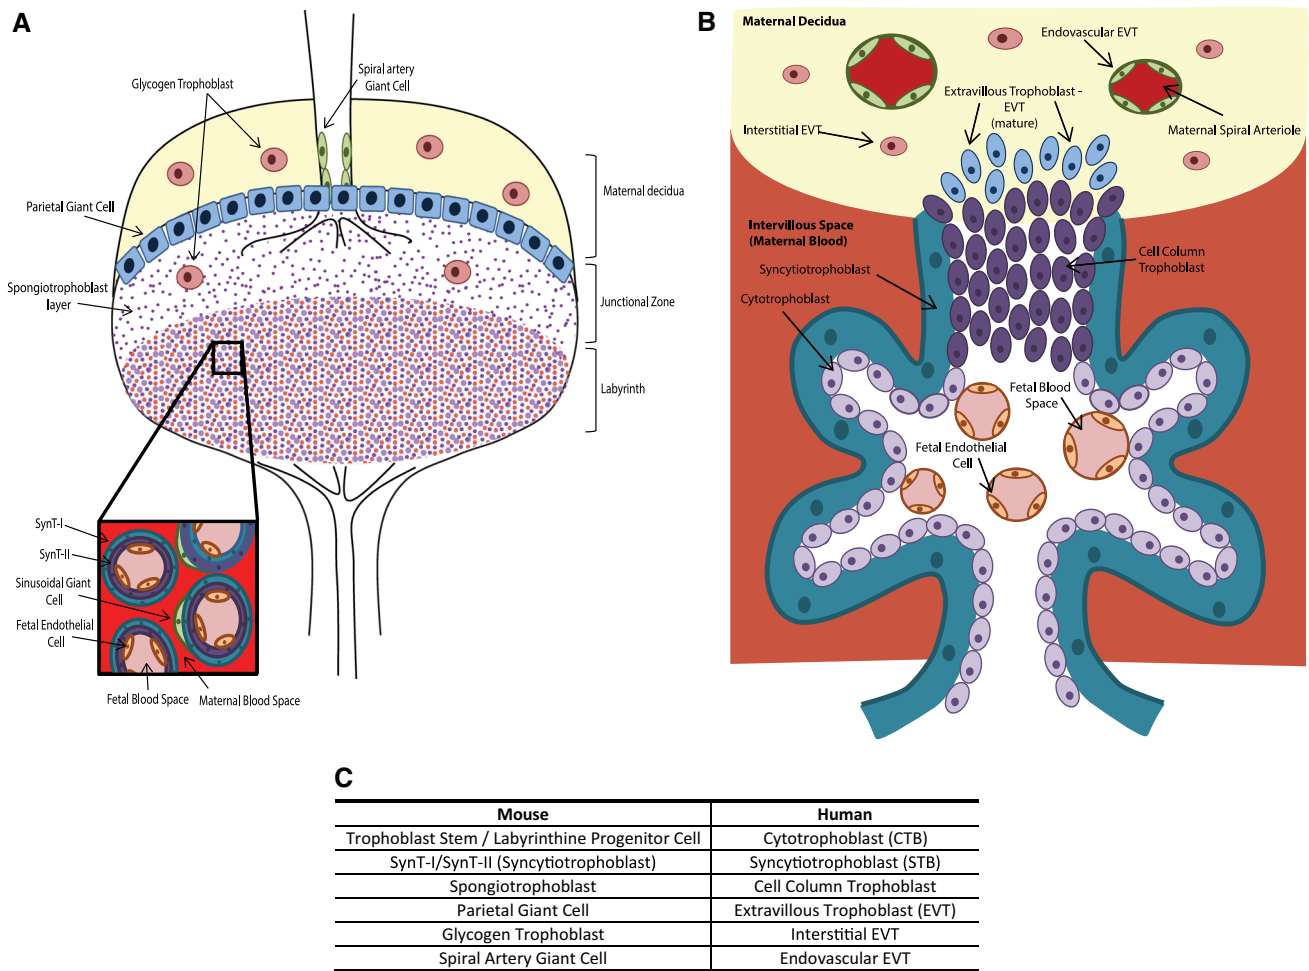 A
Glycogen Trophoblast
Spiral artery
Giant Cell
Parietal Giant Cell
Spongiotrophoblast
layer
Maternal decidua
Junctional Zone
Labyrinth
SynT-I
SynT-II
Sinusoidal Giant
Cell
Fetal Endothelial
Cell
Fetal Blood Space
Maternal Blood Space
B
Maternal Decidua
Endovascular EVT
Extravillous Trophoblast -
EVT
(mature)
Interstitial EVT
Maternal Spiral Arteriole
Intervillous Space
(Maternal Blood)
Syncytiotrophoblast
Cell Column
Trophoblast
Cytotrophoblast
Fetal Blood
Space
Fetal Endothelial
Cell
C
Mouse Human
Trophoblast Stem / Labyrinthine Progenitor Cell Cytotrophoblast (CTB)
SynT-I/SynT-II (Syncytiotrophoblast) Syncytiotrophoblast (STB)
Spongiotrophoblast Cell Column Trophoblast
Parietal Giant Cell Extravillous Trophoblast (EVT)
Glycogen Trophoblast Interstitial EVT
Spiral Artery Giant Cell Endovascular EVT